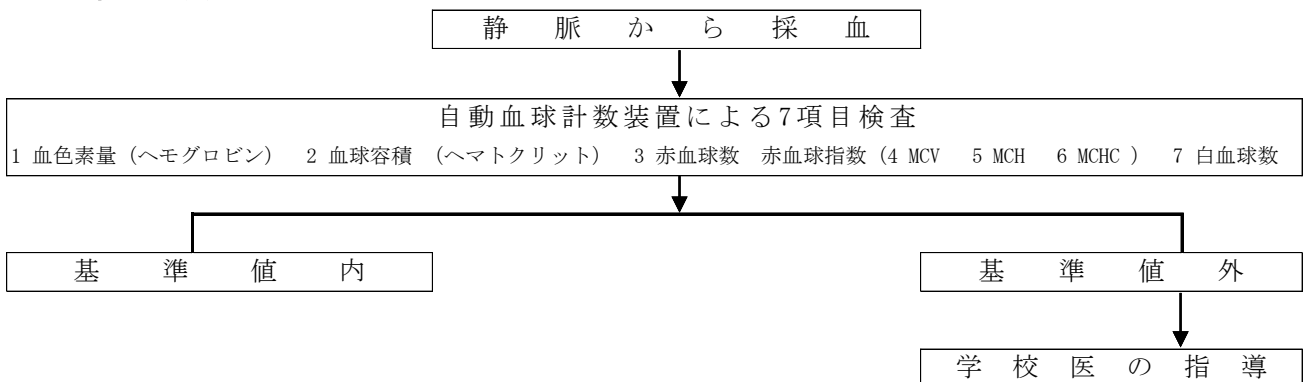 静脈から採血
自動血球計数装置による7項目検査
1 血色素量（ヘモグロビン） 2 血球容積 （ヘマトクリット） 3 赤血球数 赤血球指数（4 MCV 5 MCH 6 MCHC ） 7 白血球数
基準値内
基準値外
学校医の指導